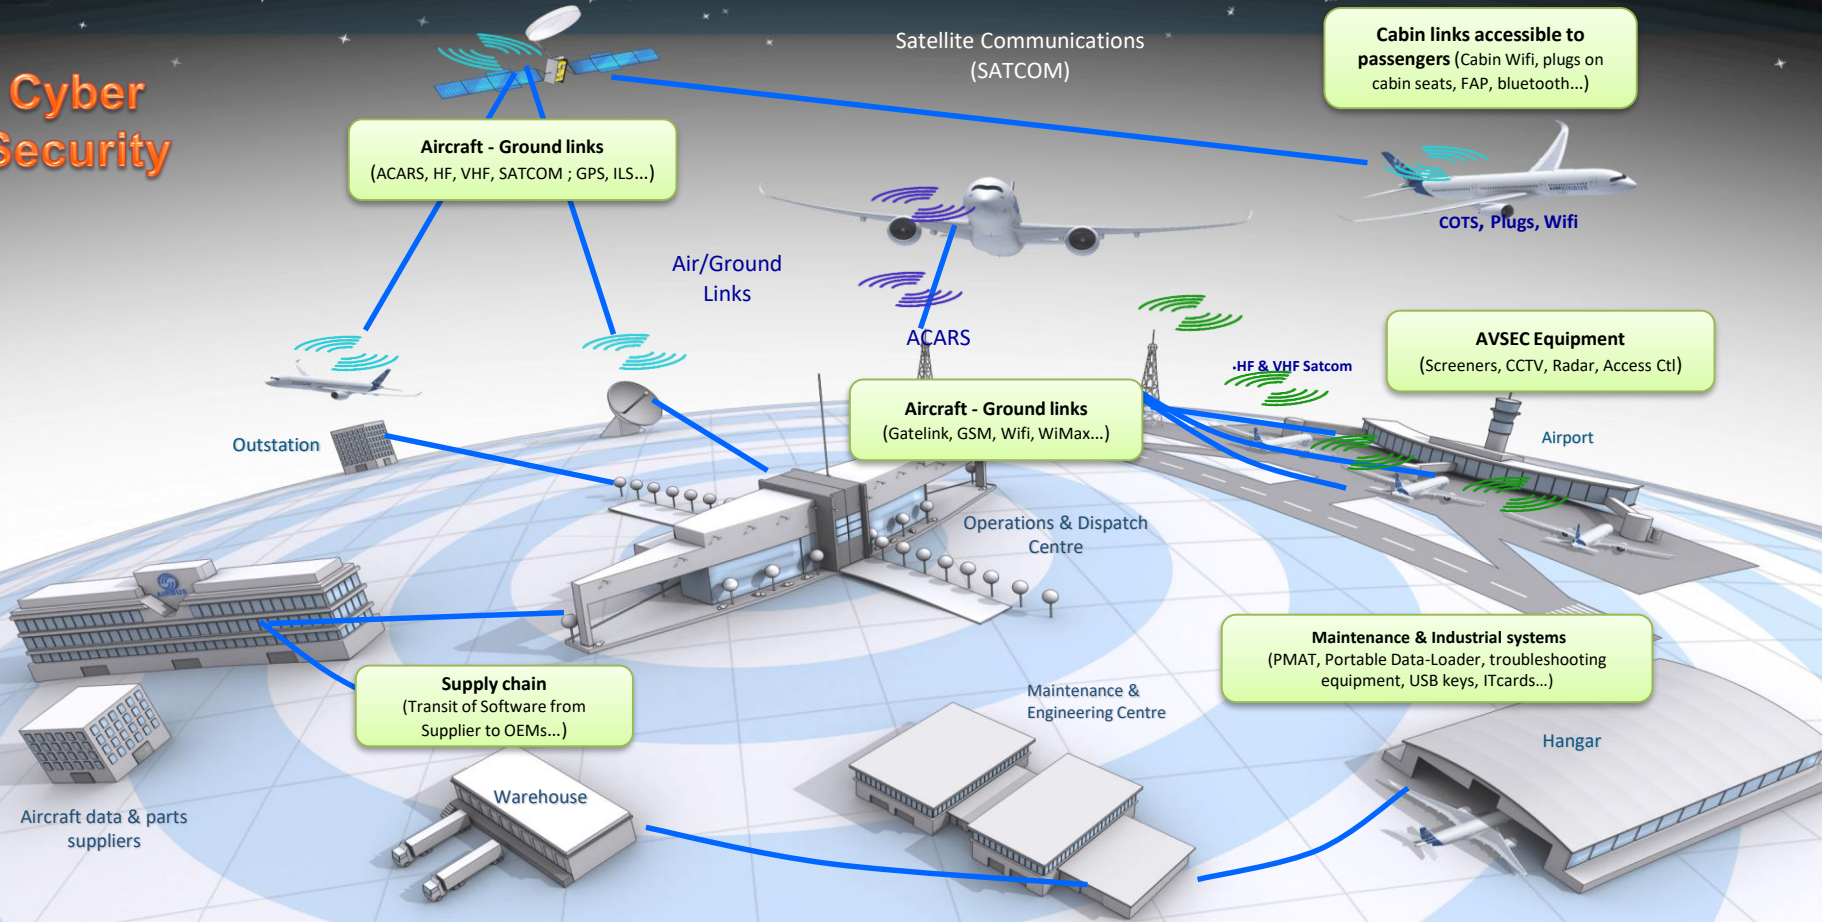 Cyber
Security
Satellite Communications
(SATCOM)
Cabin links accessible to
passengers (Cabin Wifi, plugs on
cabin seats, FAP, bluetooth...)
Aircraft - Ground links
(ACARS, HF, VHF, SATCOM ; GPS, ILS...)
COTS, Plugs, Wifi
Air/Ground
Links
ACARS
·HF & VHF Satcom
AVSEC Equipment
(Screeners, CCTV, Radar, Access Ctl)
Aircraft - Ground links
(Gatelink, GSM, Wifi, WiMax...)
Outstation
Airport
Operations & Dispatch
Centre
AIRBUS
Maintenance & Industrial systems
(PMAT, Portable Data-Loader, troubleshooting
equipment, USB keys, ITcards...)
Supply chain
(Transit of Software from
Supplier to OEMs...)
Maintenance &
Engineering Centre
Hangar
Warehouse
Aircraft data & parts
suppliers